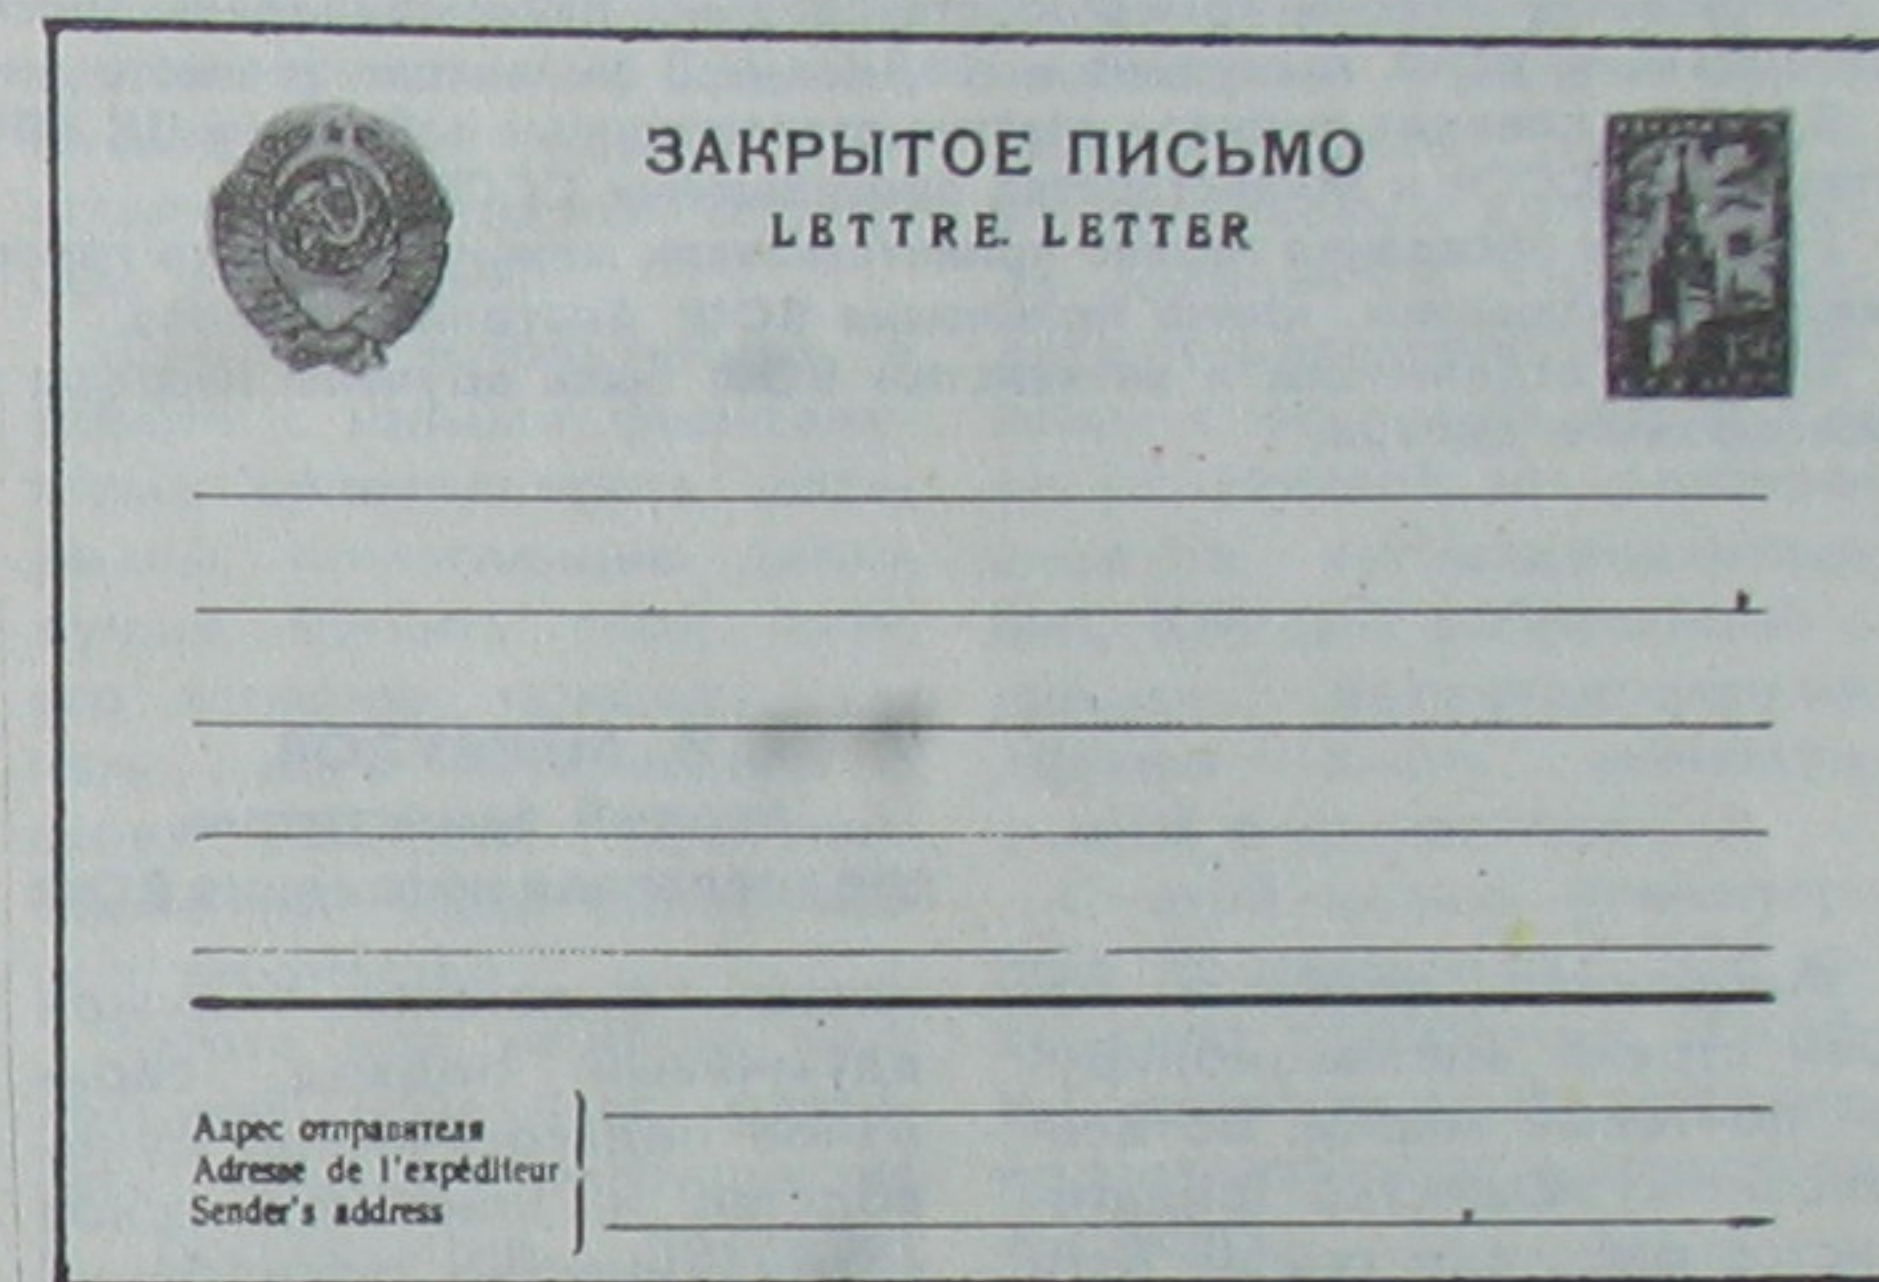 ЗАКРЫТОЕ ПИСЬМО
LETTRE. LETTER
Адрес отправителя
Adresse de l'expéditeur
Sender's address